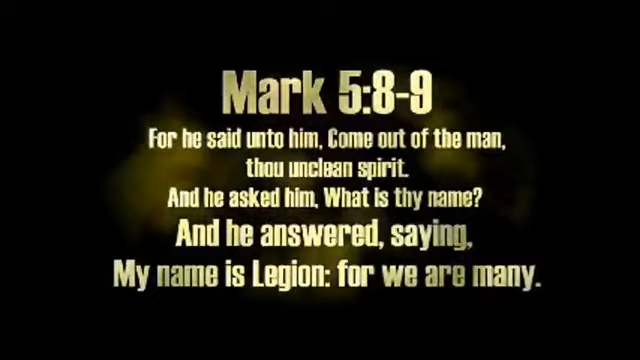 Mark 5:8-9
For he said unto him, Come out of the man,
thou unclean spirit.
And he asked him, What is thy name?
And he answered, saying,
My name is Legion: for we are many.